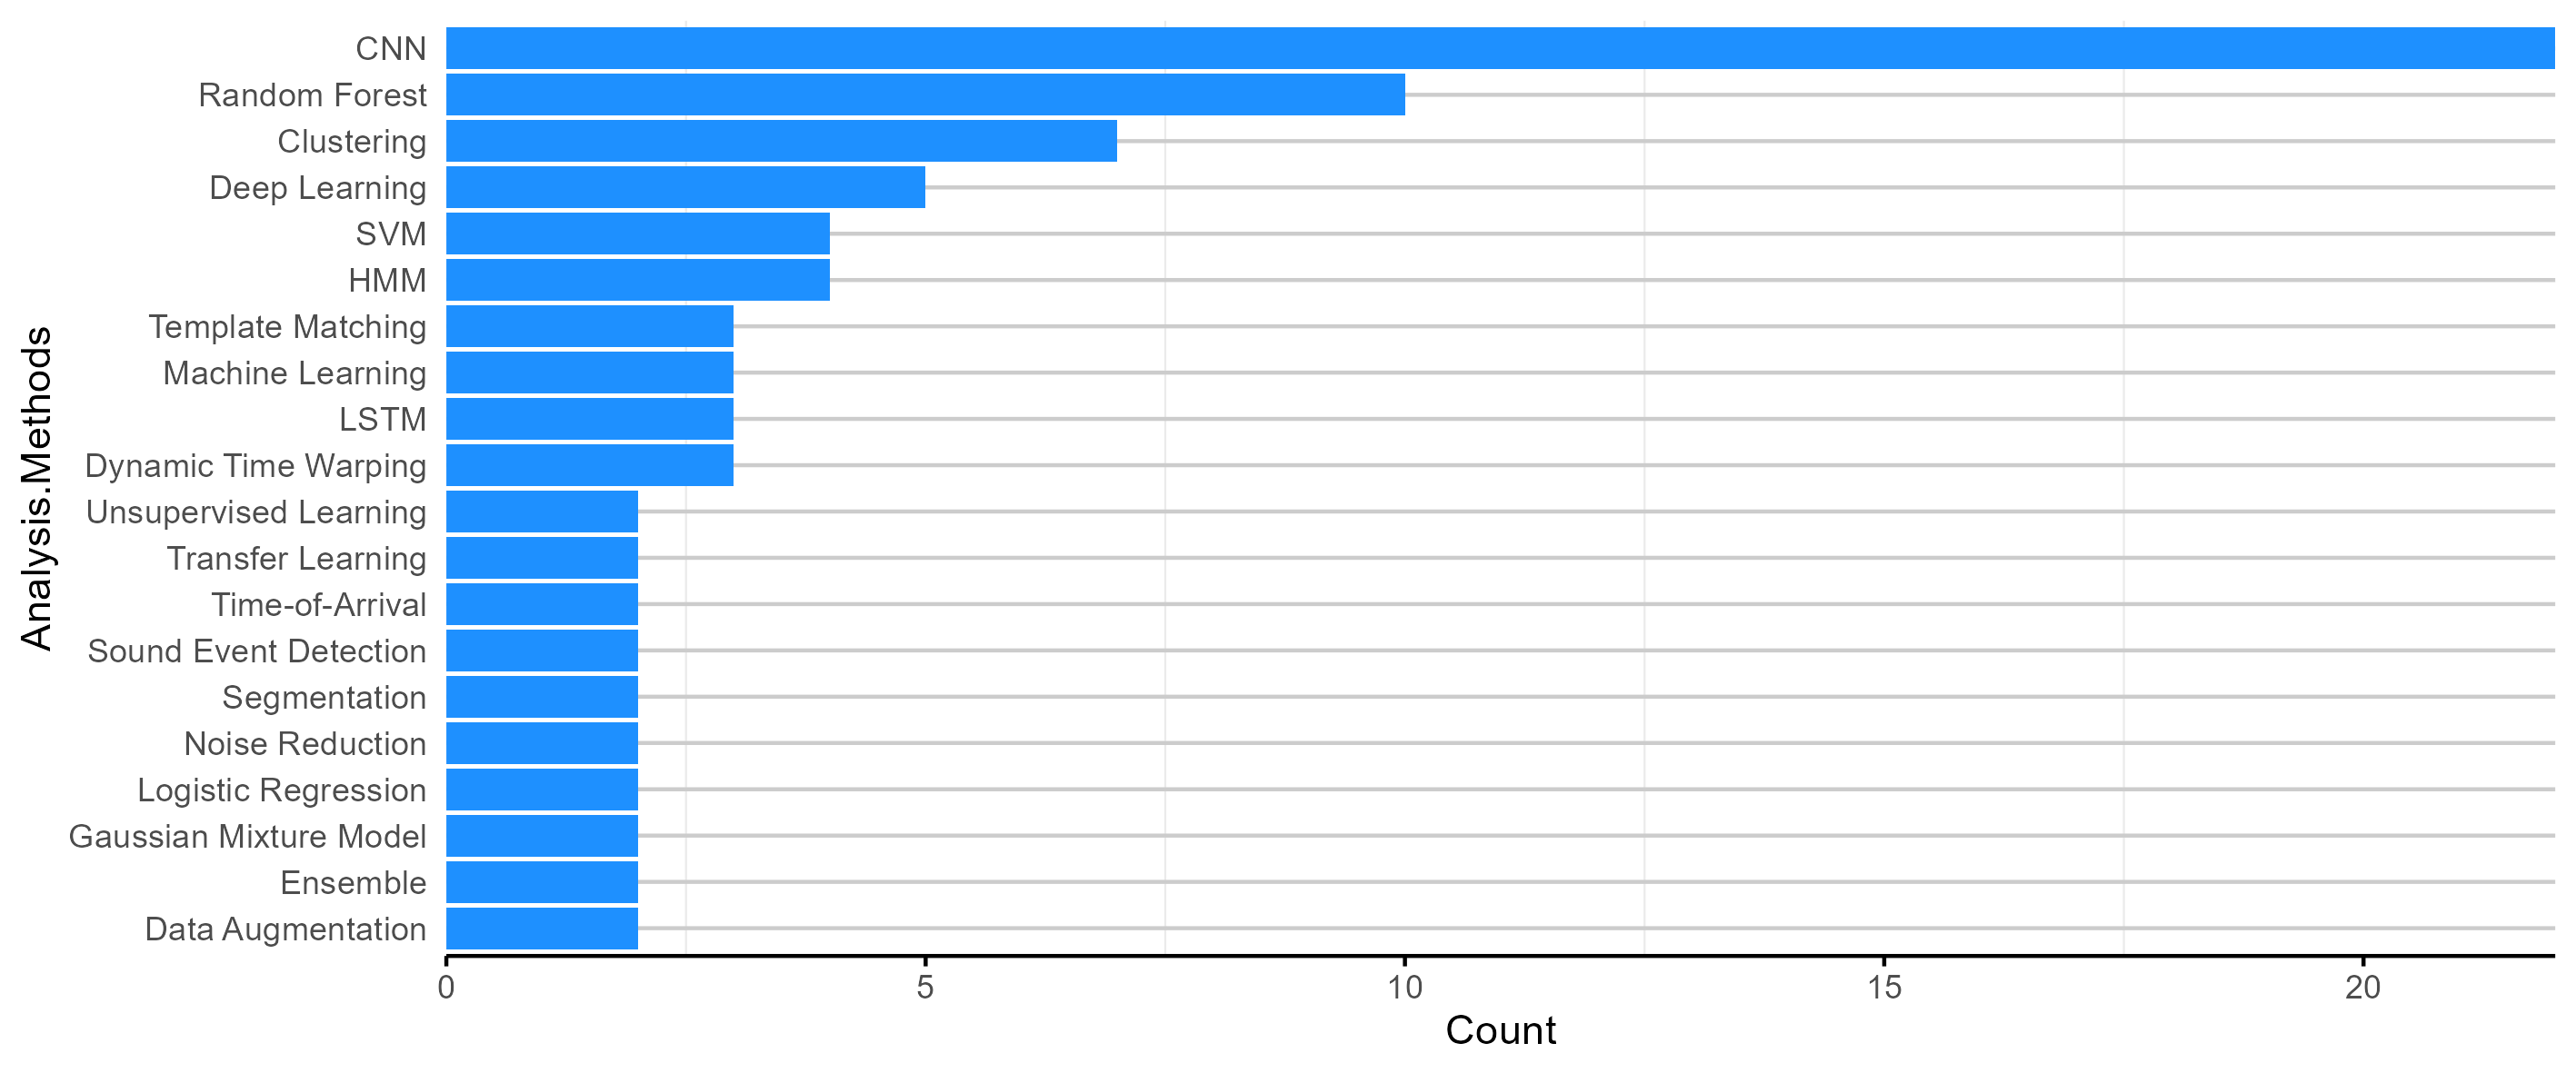 CNN
Random Forest
Clustering
Deep Learning
SVM
HMM
Template Matching
Machine Learning
LSTM
Dynamic Time Warping
Unsupervised Learning
Transfer Learning
Time-of-Arrival
Sound Event Detection
Segmentation
Noise Reduction
Logistic Regression
Gaussian Mixture Model
Ensemble
Data Augmentation
Analysis.Methods
0 5 10 15 20
Count